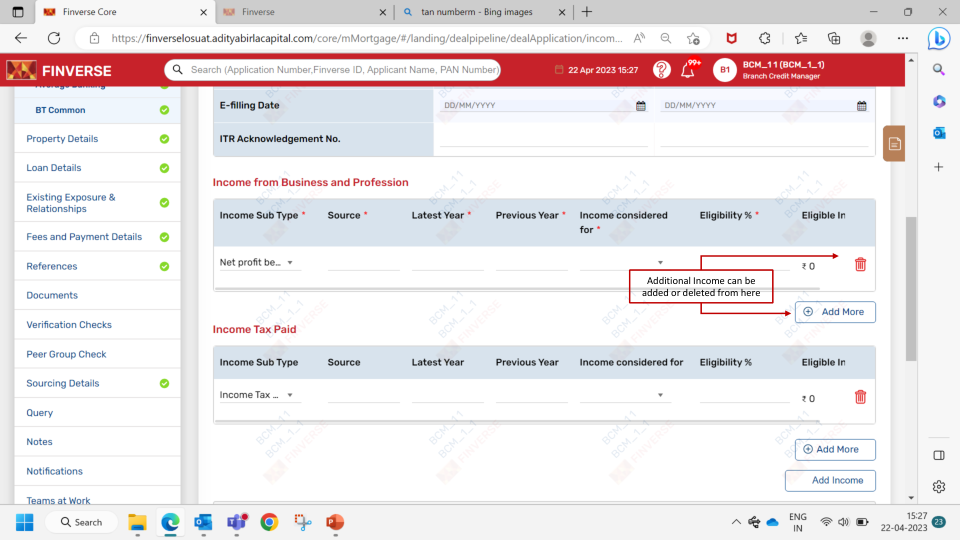 Finverse Core
Finverse
tan numberm - Bing images
https://finverselosuat.adityabirlacapital.com/core/mMortgage/#/landing/dealpipeline/dealApplication/incom...
FINVERSE
Search (Application Number,Finverse ID, Applicant Name, PAN Number)
22 Apr 2023 15:27
99+
B1
BCM_11 (BCM_1_1)
Branch Credit Manager
Average Banking
BT Common
Property Details
Loan Details
Existing Exposure &
Relationships
Fees and Payment Details
References
Documents
Verification Checks
Peer Group Check
Sourcing Details
Query
Notes
Notifications
Teams at Work
E-filling Date DD/MM/YYYY DD/MM/YYYY
ITR Acknowledgement No.
Income from Business and Profession
Income Sub Type * Source * Latest Year * Previous Year * Income considered for * Eligibility % * Eligible In
Net profit be... ₹ 0
Additional Income can be
added or deleted from here
Add More
Income Tax Paid
Income Sub Type Source Latest Year Previous Year Income considered for Eligibility % Eligible In
Income Tax ... ₹ 0
Add More
Add Income
BCM_11
BCM_1_1
FINVERSE
Search
ENG
IN
15:27
22-04-2023
23